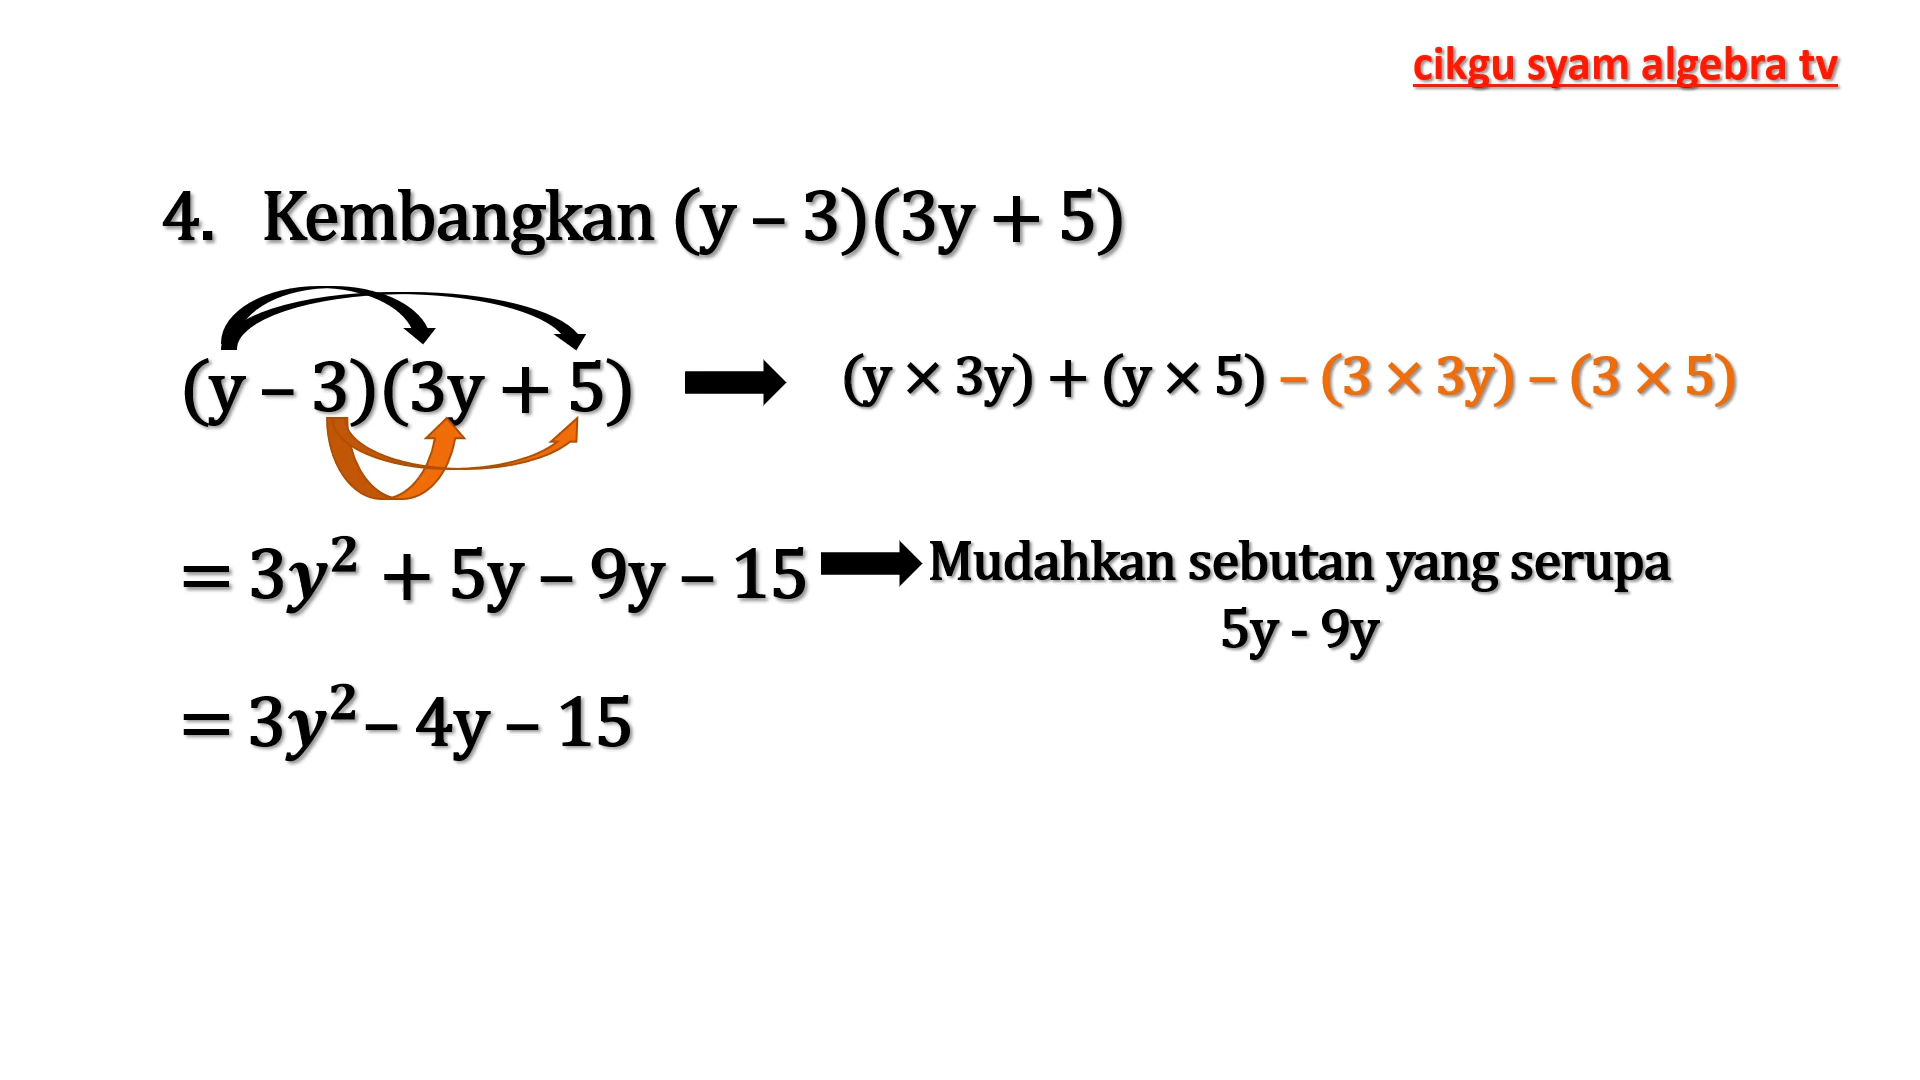 cikgu syam algebra tv
4. Kembangkan (y – 3)(3y + 5)
(y – 3)(3y + 5) (y × 3y) + (y × 5) – (3 × 3y) – (3 × 5)
= 3y² + 5y – 9y – 15 Mudahkan sebutan yang serupa
5y - 9y
= 3y² – 4y – 15